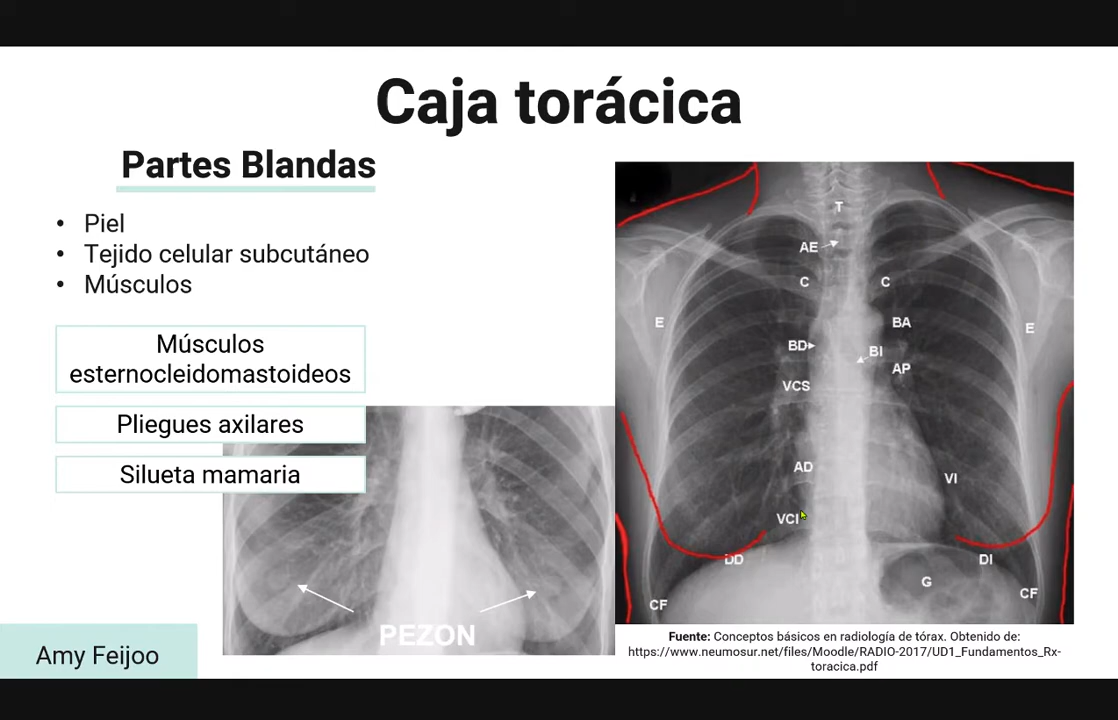 Caja torácica
Partes Blandas
• Piel
• Tejido celular subcutáneo
• Músculos
Músculos
esternocleidomastoideos
Pliegues axilares
Silueta mamaria
PEZON
Amy Feijoo
T
AE
C
C
E
E
BA
BD
BI
AP
VCS
AD
VI
VCI
DD
DI
G
CF
CF
Fuente: Conceptos básicos en radiología de tórax. Obtenido de:
https://www.neumosur.net/files/Moodle/RADIO-2017/UD1_Fundamentos_Rx-
toracica.pdf